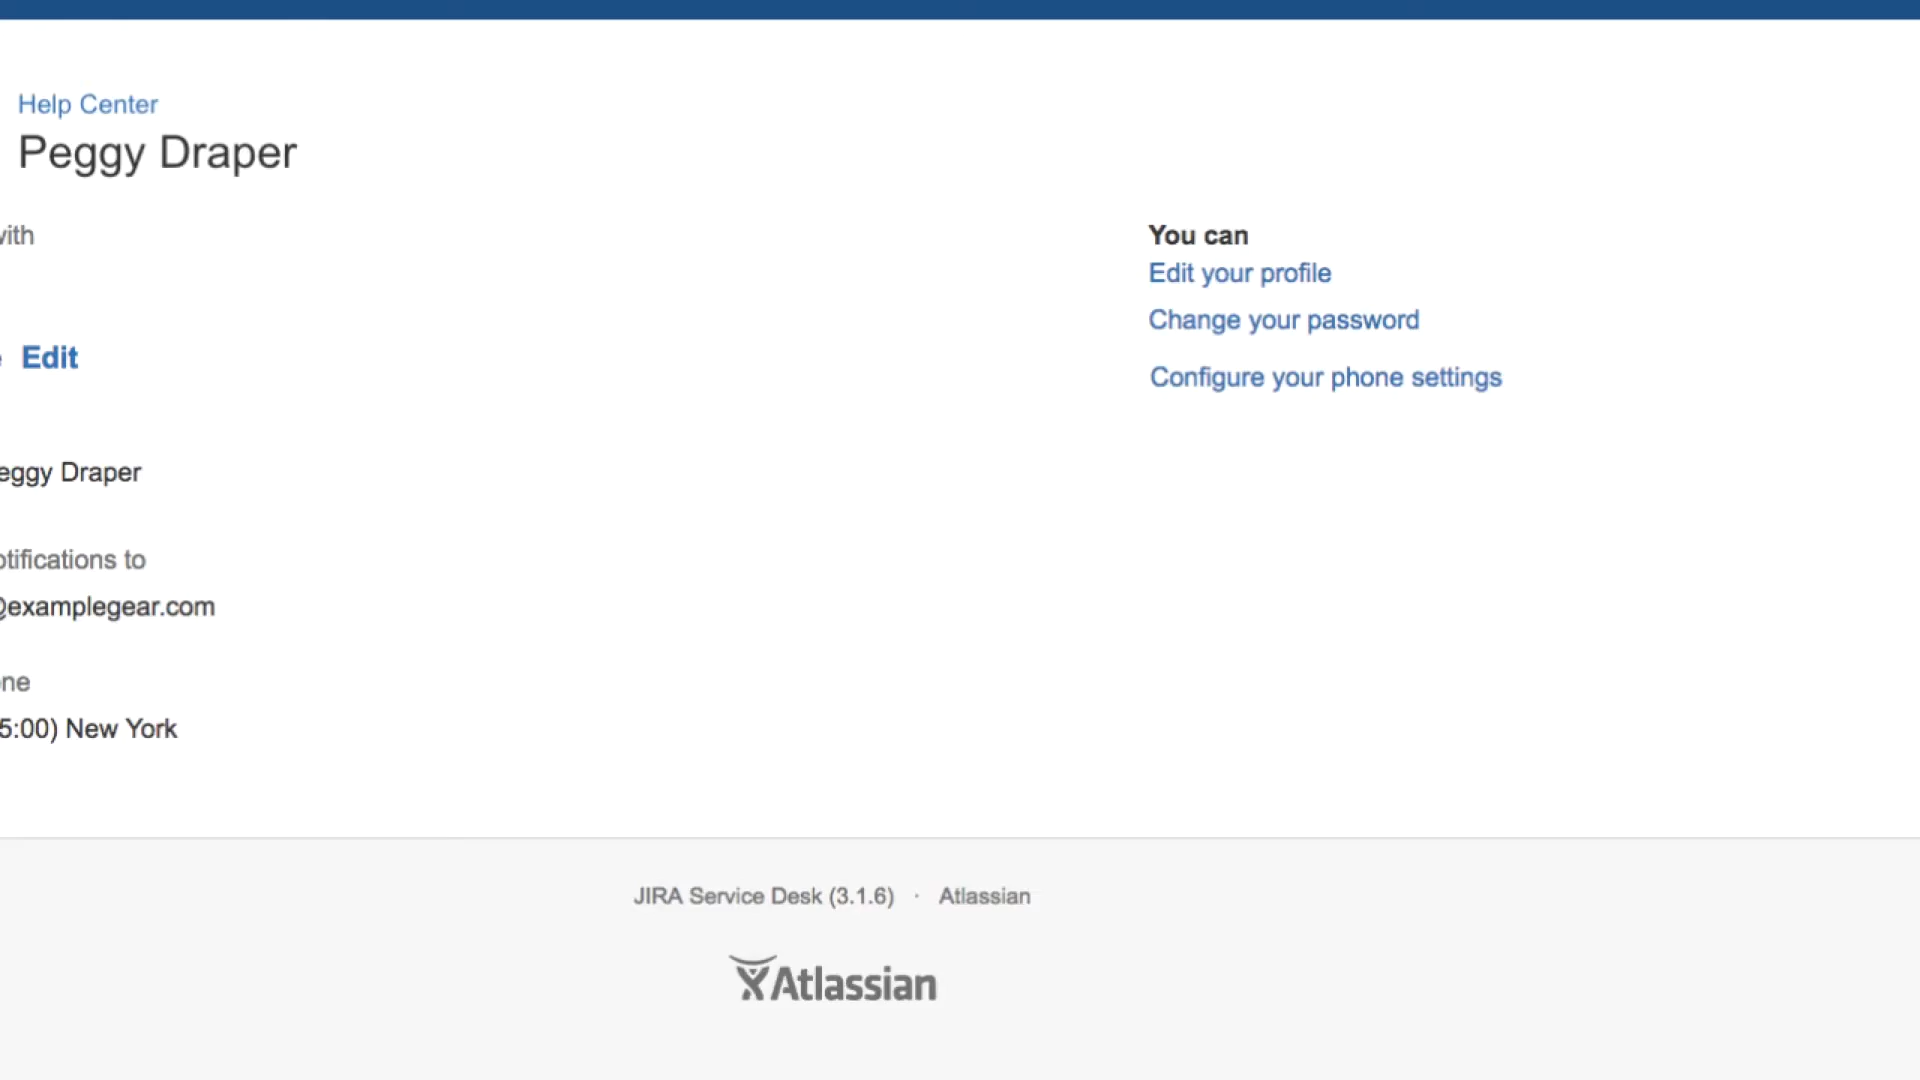 Help Center
Peggy Draper
with
You can
Edit your profile
Change your password
Edit
Configure your phone settings
eggy Draper
otifications to
@examplegear.com
ne
5:00) New York
JIRA Service Desk (3.1.6) · Atlassian
Atlassian